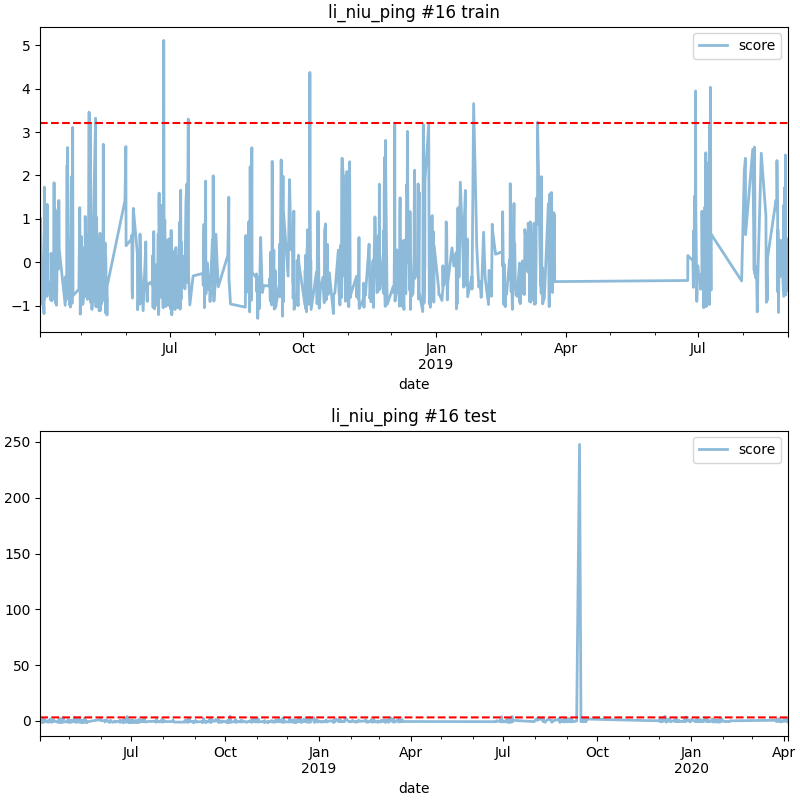 li_niu_ping #16 train
score
5
4
3
2
1
0
−1
Jul
Oct
Jan
2019
Apr
Jul
date
li_niu_ping #16 test
score
250
200
150
100
50
0
Jul
Oct
Jan
2019
Apr
Jul
Oct
Jan
2020
Apr
date